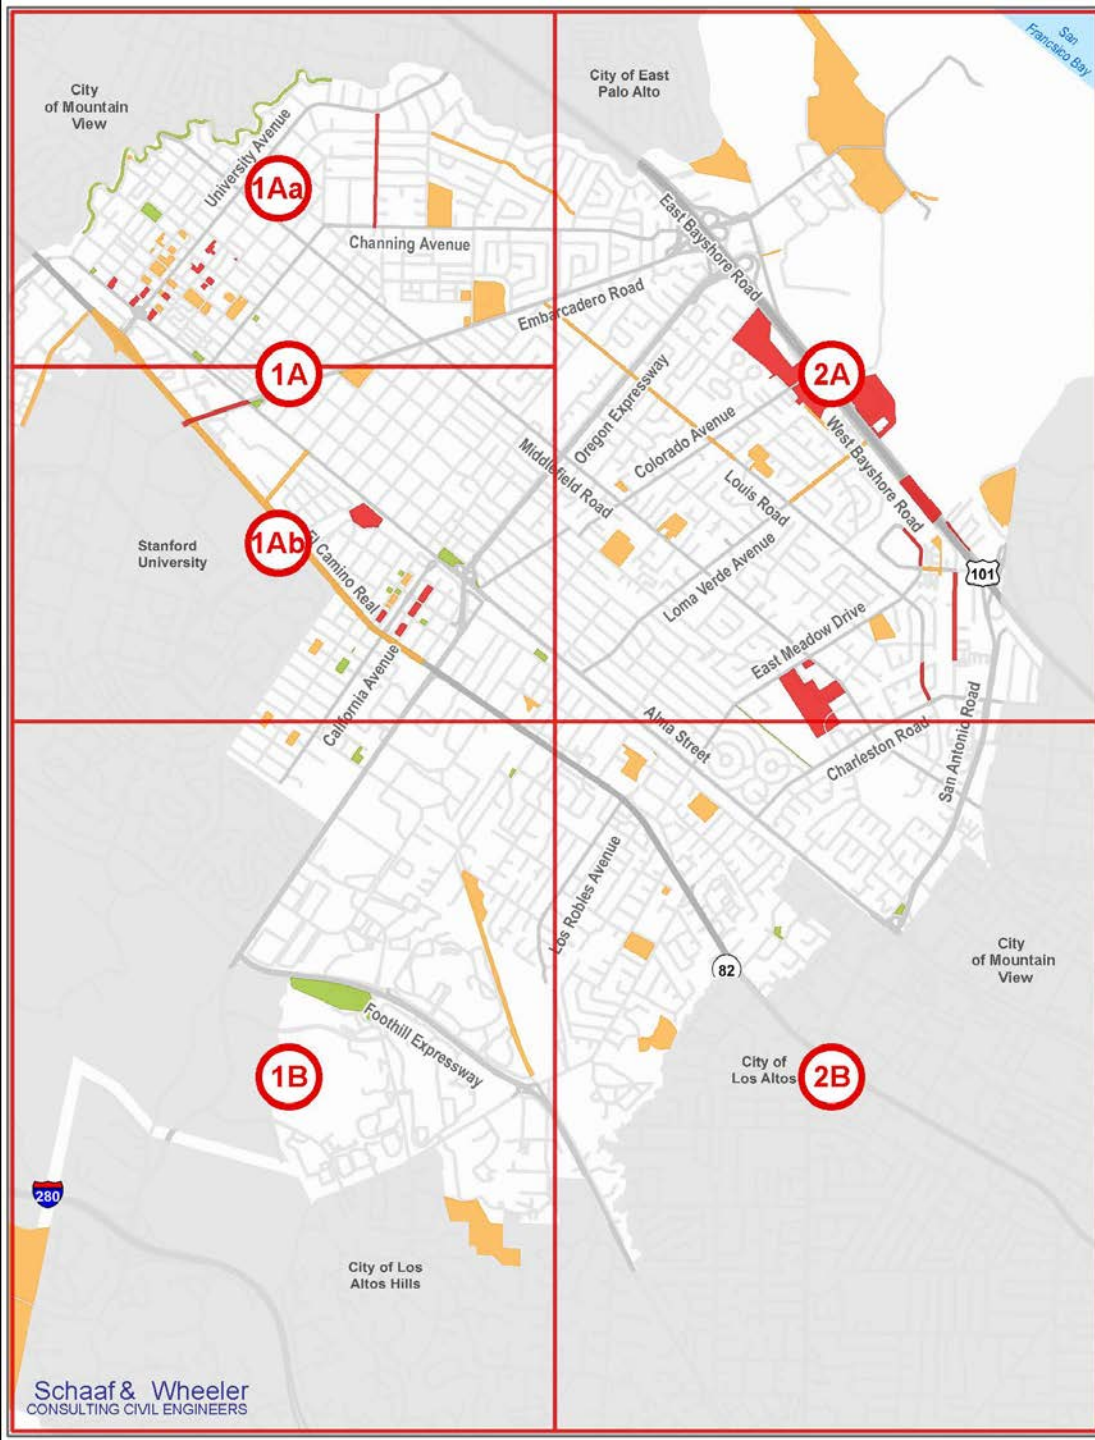 San
Francsico Bay
City
of Mountain
View
City of East
Palo Alto
University Avenue
1Aa
East Bayshore Road
Channing Avenue
Embarcadero Road
1A
2A
Oregon Expressway
Colorado Avenue
West Bayshore Road
Middlefield Road
Louis Road
1Ab
El Camino Real
Stanford
University
Loma Verde Avenue
101
East Meadow Drive
California Avenue
Alma Street
Charleston Road
San Antonio Road
Los Robles Avenue
82
City
of Mountain
View
Foothill Expressway
1B
City of
Los Altos
2B
280
City of Los
Altos Hills
Schaaf & Wheeler
CONSULTING CIVIL ENGINEERS